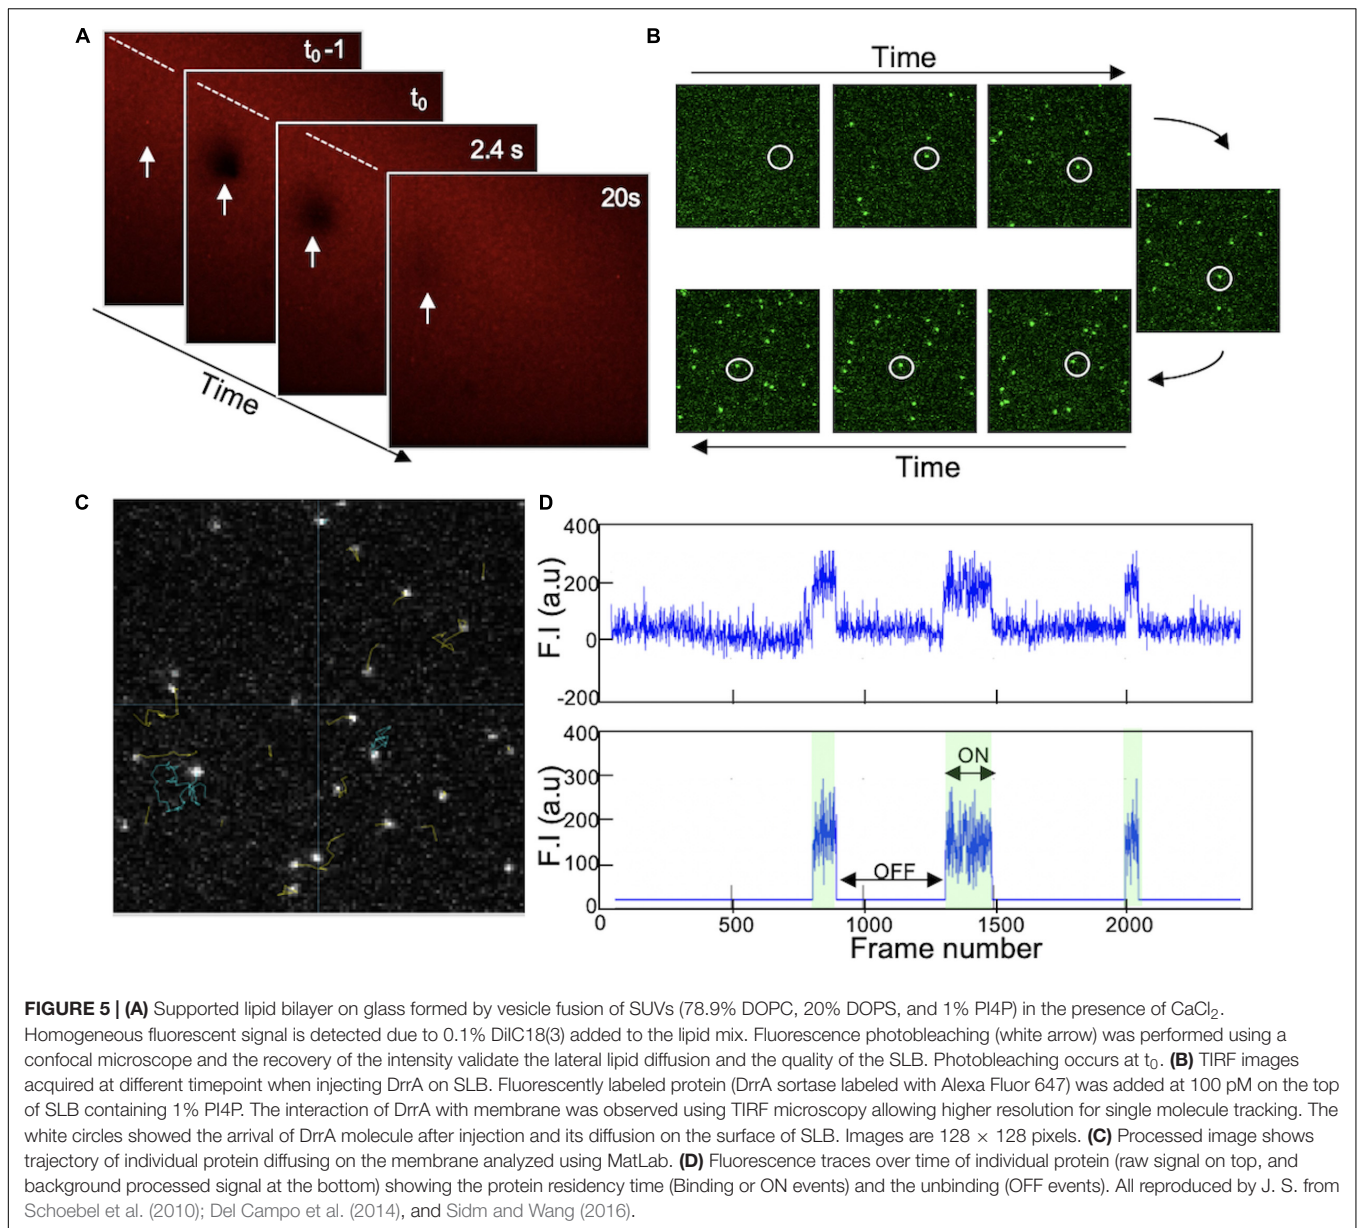 A
t0-1
t0
2.4 s
20s
Time
B
Time
Time
C
D
400
200
0
-200
F.I (a.u)
400
300
200
100
0
F.I (a.u)
ON
OFF
0 500 1000 1500 2000
Frame number
FIGURE 5 | (A) Supported lipid bilayer on glass formed by vesicle fusion of SUVs (78.9% DOPC, 20% DOPS, and 1% PI4P) in the presence of CaCl2.
Homogeneous fluorescent signal is detected due to 0.1% DilC18(3) added to the lipid mix. Fluorescence photobleaching (white arrow) was performed using a
confocal microscope and the recovery of the intensity validate the lateral lipid diffusion and the quality of the SLB. Photobleaching occurs at t0. (B) TIRF images
acquired at different timepoint when injecting DrrA on SLB. Fluorescently labeled protein (DrrA sortase labeled with Alexa Fluor 647) was added at 100 pM on the top
of SLB containing 1% PI4P. The interaction of DrrA with membrane was observed using TIRF microscopy allowing higher resolution for single molecule tracking. The
white circles showed the arrival of DrrA molecule after injection and its diffusion on the surface of SLB. Images are 128 × 128 pixels. (C) Processed image shows
trajectory of individual protein diffusing on the membrane analyzed using MatLab. (D) Fluorescence traces over time of individual protein (raw signal on top, and
background processed signal at the bottom) showing the protein residency time (Binding or ON events) and the unbinding (OFF events). All reproduced by J. S. from
Schoebel et al. (2010); Del Campo et al. (2014), and Sidm and Wang (2016).